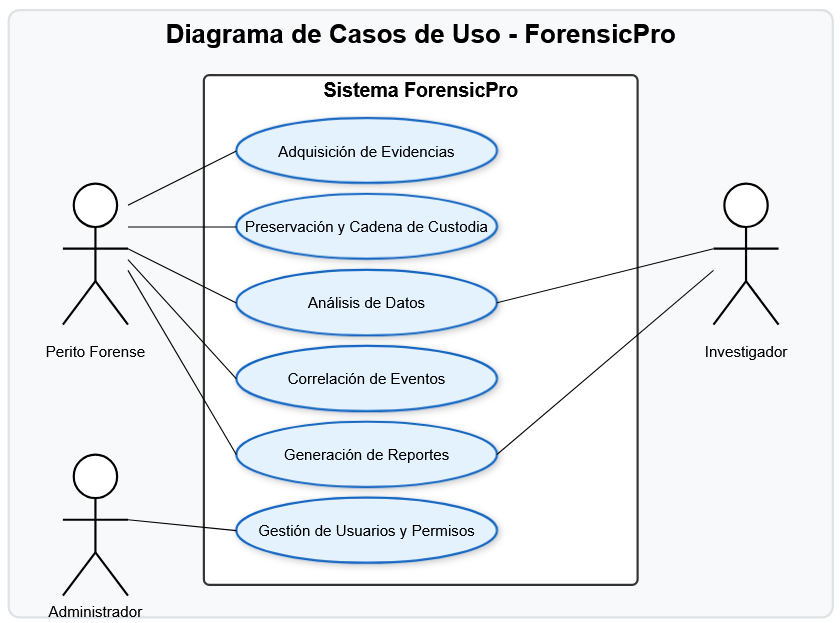 Diagrama de Casos de Uso - ForensicPro
Sistema ForensicPro
Adquisición de Evidencias
Preservación y Cadena de Custodia
Análisis de Datos
Perito Forense
Investigador
Correlación de Eventos
Generación de Reportes
Gestión de Usuarios y Permisos
Administrador